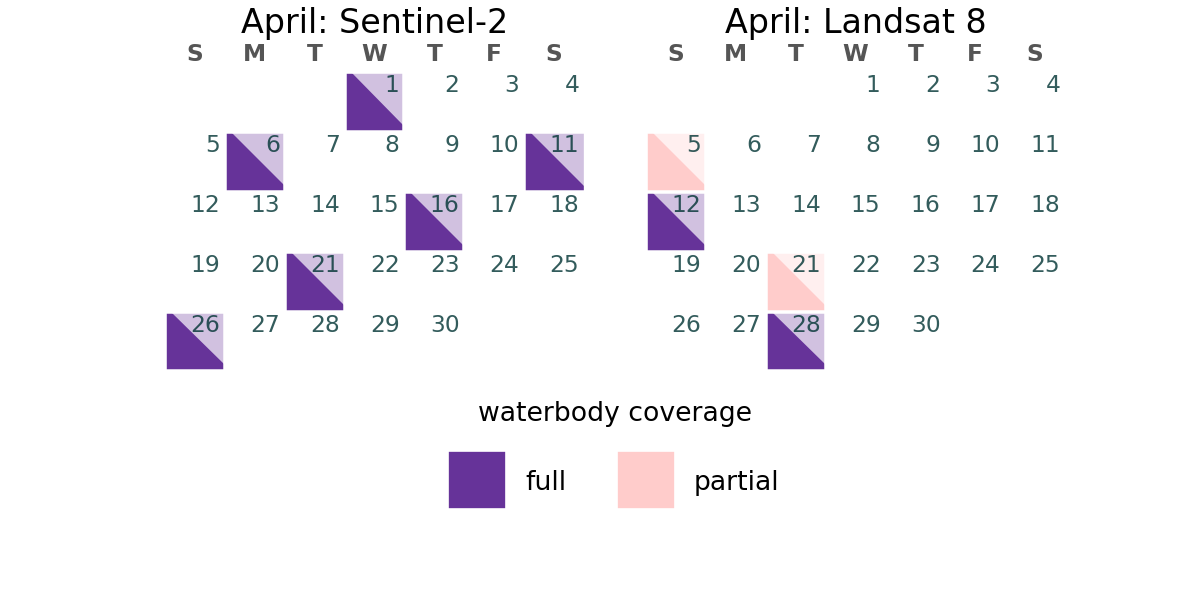 April: Sentinel-2
S M T W T F S
1 2 3 4
5 6 7 8 9 10 11
12 13 14 15 16 17 18
19 20 21 22 23 24 25
26 27 28 29 30
April: Landsat 8
S M T W T F S
1 2 3 4
5 6 7 8 9 10 11
12 13 14 15 16 17 18
19 20 21 22 23 24 25
26 27 28 29 30
waterbody coverage
full
partial